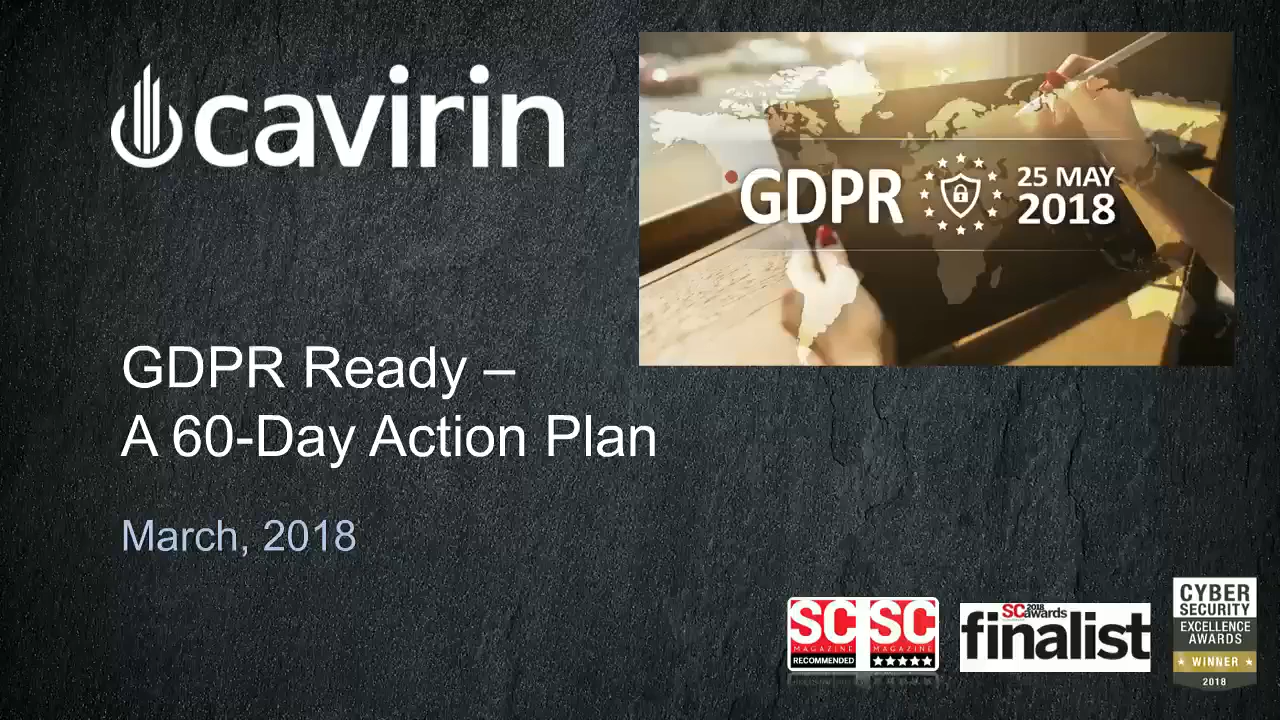 cavirin
GDPR
25 MAY
2018
GDPR Ready –
A 60-Day Action Plan
March, 2018
SC
MAGAZINE
RECOMMENDED
SC
MAGAZINE
★★★★★
SC 2018 awards
finalist
CYBER
SECURITY
EXCELLENCE
AWARDS
★ WINNER ★
2018